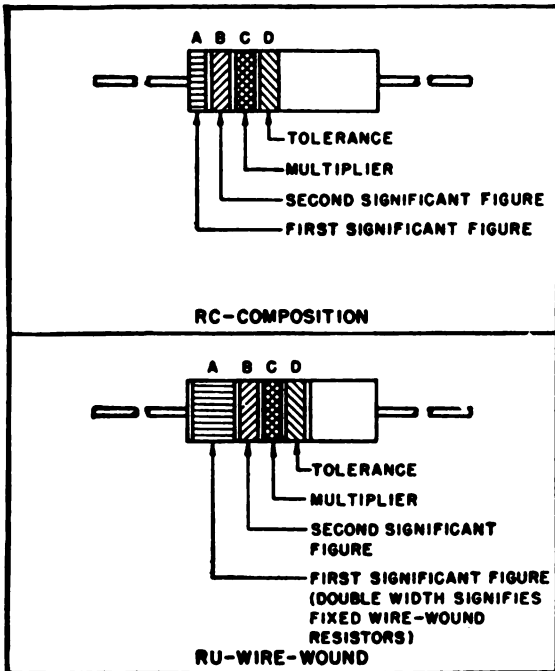 A B C D
TOLERANCE
MULTIPLIER
SECOND SIGNIFICANT FIGURE
FIRST SIGNIFICANT FIGURE
RC-COMPOSITION
A B C D
TOLERANCE
MULTIPLIER
SECOND SIGNIFICANT
FIGURE
FIRST SIGNIFICANT FIGURE
(DOUBLE WIDTH SIGNIFIES
FIXED WIRE-WOUND
RESISTORS)
RU-WIRE-WOUND